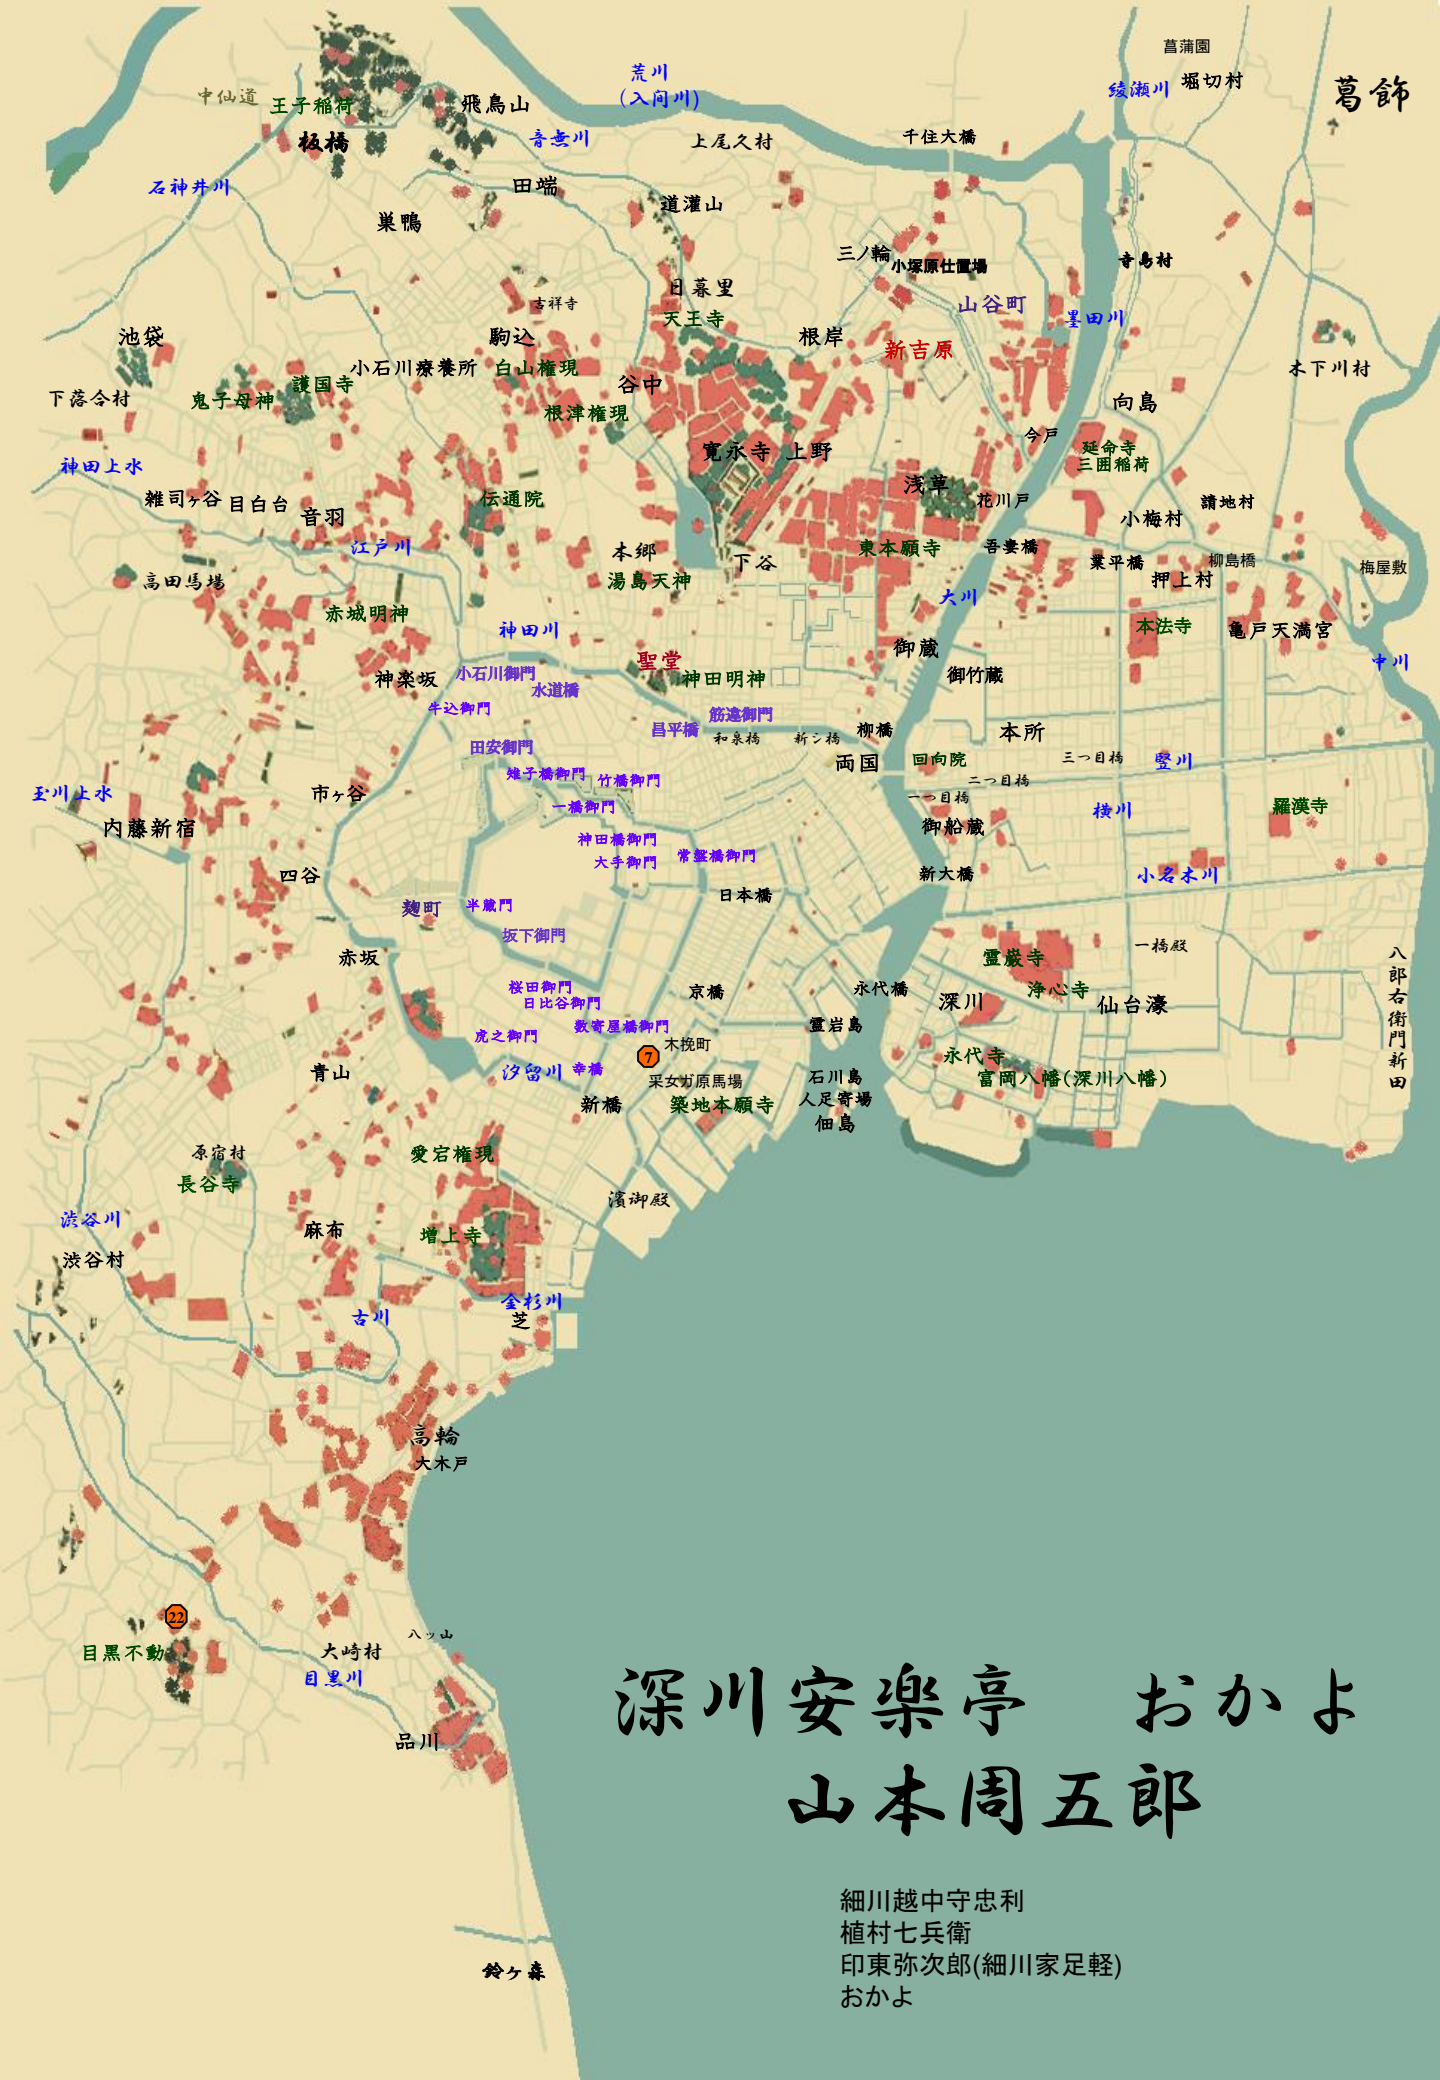 菖蒲園
荒川
(入间川)
綾瀬川
堀切村
葛飾
中仙道
王子稲荷
飛鳥山
板橋
音無川
上尾久村
千住大橋
石神井川
田端
道灌山
巣鴨
三ノ輪
小塚原仕置場
寺島村
日暮里
吉祥寺
山谷町
天王寺
墨田川
池袋
駒込
根岸
新吉原
小石川療養所
白山権現
木下川村
護国寺
谷中
下落合村
鬼子母神
根津権現
向島
今戸
延命寺
三囲稲荷
寛永寺
上野
神田上水
浅草
雑司ヶ谷
目白台
伝通院
花川戸
請地村
音羽
小梅村
江戸川
本郷
下谷
東本願寺
吾妻橋
業平橋
柳島橋
梅屋敷
高田馬場
湯島天神
押上村
大川
赤城明神
神田川
本法寺
亀戸天満宮
御蔵
聖堂
中川
神楽坂
小石川御門
水道橋
神田明神
御竹蔵
牛込御門
筋違御門
昌平橋
和泉橋
新シ橋
柳橋
本所
田安御門
両国
回向院
三つ目橋
竪川
雉子橋御門
竹橋御門
二つ目橋
玉川上水
市ヶ谷
一橋御門
一つ目橋
横川
羅漢寺
内藤新宿
神田橋御門
御船蔵
大手御門
常盤橋御門
四谷
新大橋
小名木川
日本橋
麹町
半蔵門
坂下御門
一橋殿
赤坂
霊巌寺
八郎右衛門新田
桜田御門
京橋
永代橋
浄心寺
日比谷御門
深川
仙台濠
数寄屋橋御門
霊岩島
虎之御門
木挽町
7
永代寺
青山
汐留川
幸橋
采女ガ原馬場
石川島
富岡八幡(深川八幡)
人足寄場
新橋
築地本願寺
佃島
原宿村
愛宕権現
長谷寺
濱御殿
渋谷川
麻布
増上寺
渋谷村
金杉川
古川
芝
高輪
大木戸
22
八ッ山
目黒不動
大崎村
目黒川
品川
深川安楽亭 おかよ
山本周五郎
細川越中守忠利
植村七兵衛
印東弥次郎(細川家足軽)
おかよ
鈴ヶ森